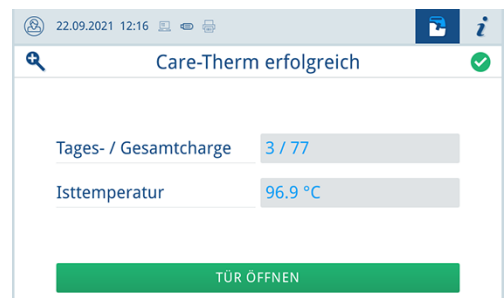 22.09.2021 12:16
i
Care-Therm erfolgreich
Tages- / Gesamtcharge 3 / 77
Isttemperatur 96.9 °C
TÜR ÖFFNEN